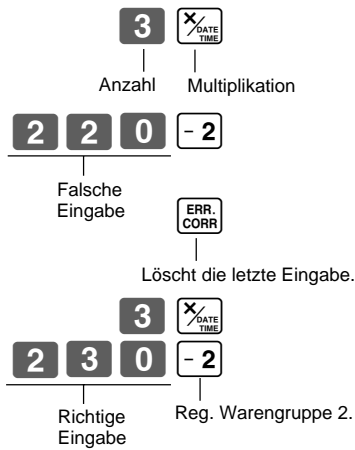 3 ×/DATE TIME
Anzahl Multiplikation
2 2 0 - 2
Falsche
Eingabe
ERR.
CORR
Löscht die letzte Eingabe.
3 ×/DATE TIME
2 3 0 - 2
Richtige
Eingabe
Reg. Warengruppe 2.